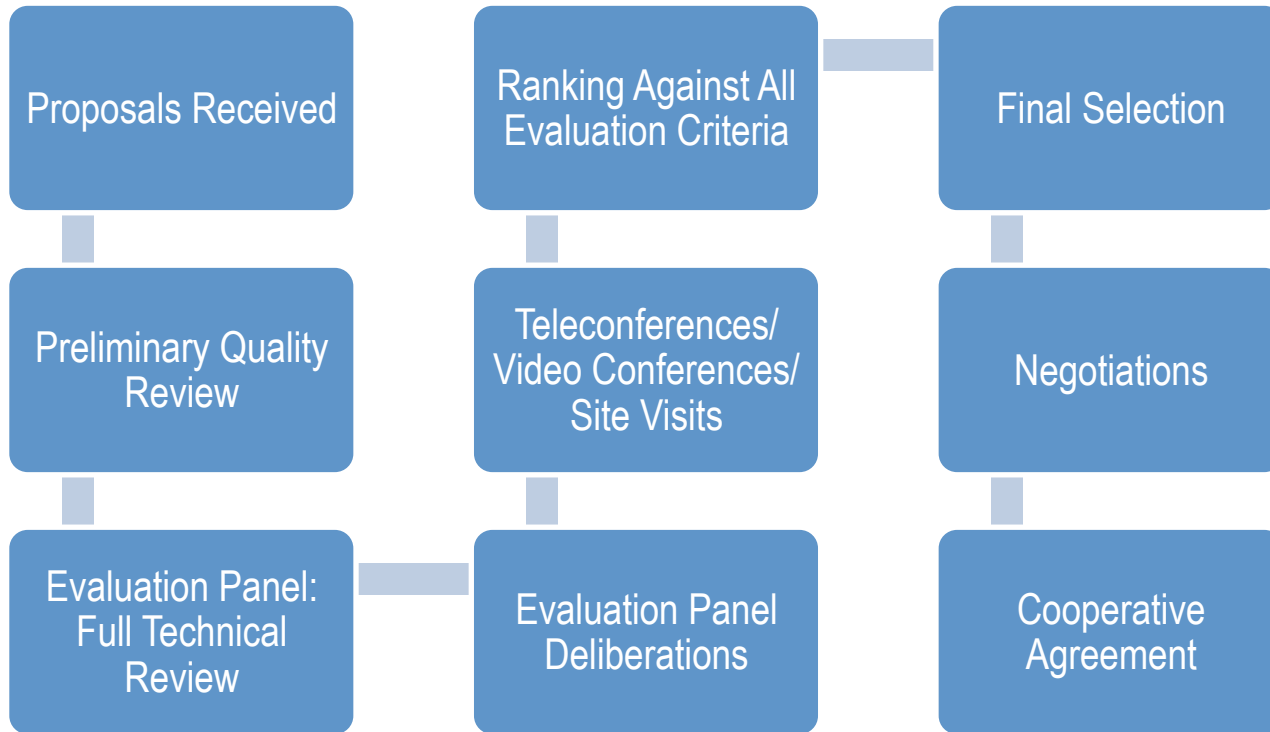 Proposals Received
Preliminary Quality
Review
Evaluation Panel:
Full Technical
Review
Evaluation Panel
Deliberations
Teleconferences/
Video Conferences/
Site Visits
Ranking Against All
Evaluation Criteria
Final Selection
Negotiations
Cooperative
Agreement